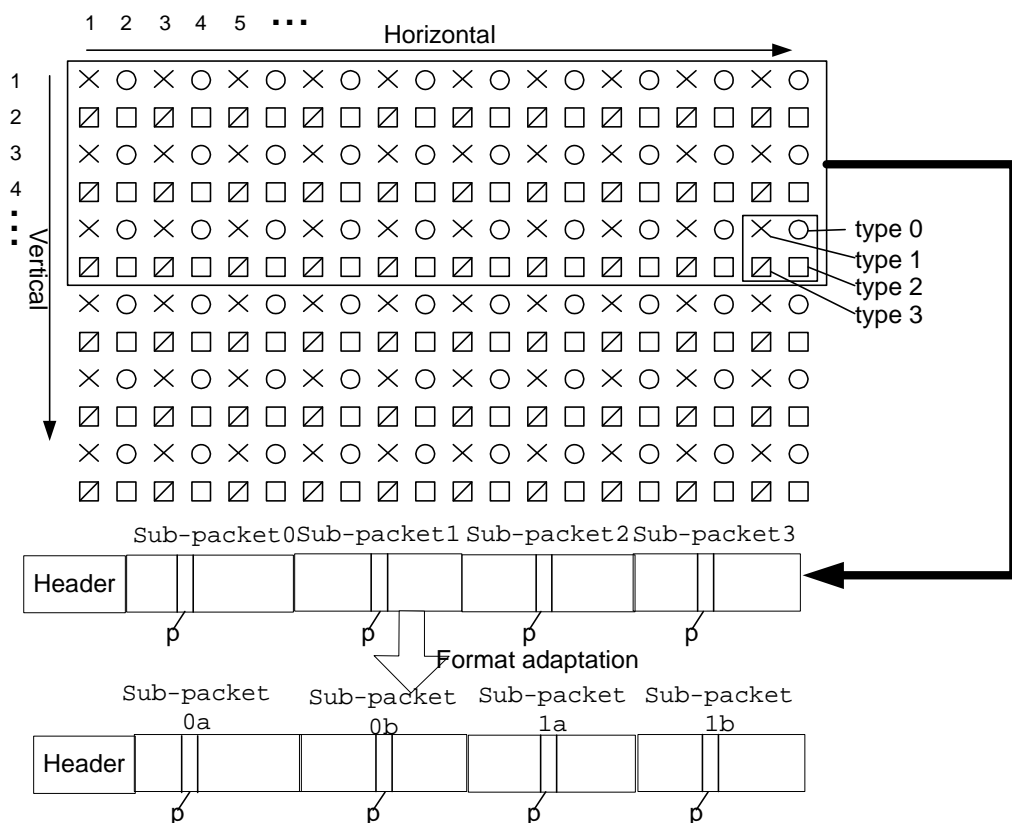 1 2 3 4 5 ...
Horizontal
1
2
3
4
...
Vertical
type 0
type 1
type 2
type 3
Sub-packet0 Sub-packet1 Sub-packet2 Sub-packet3
Header
p p p p
Format adaptation
Sub-packet 0a
Sub-packet 0b
Sub-packet 1a
Sub-packet 1b
Header
p p p p